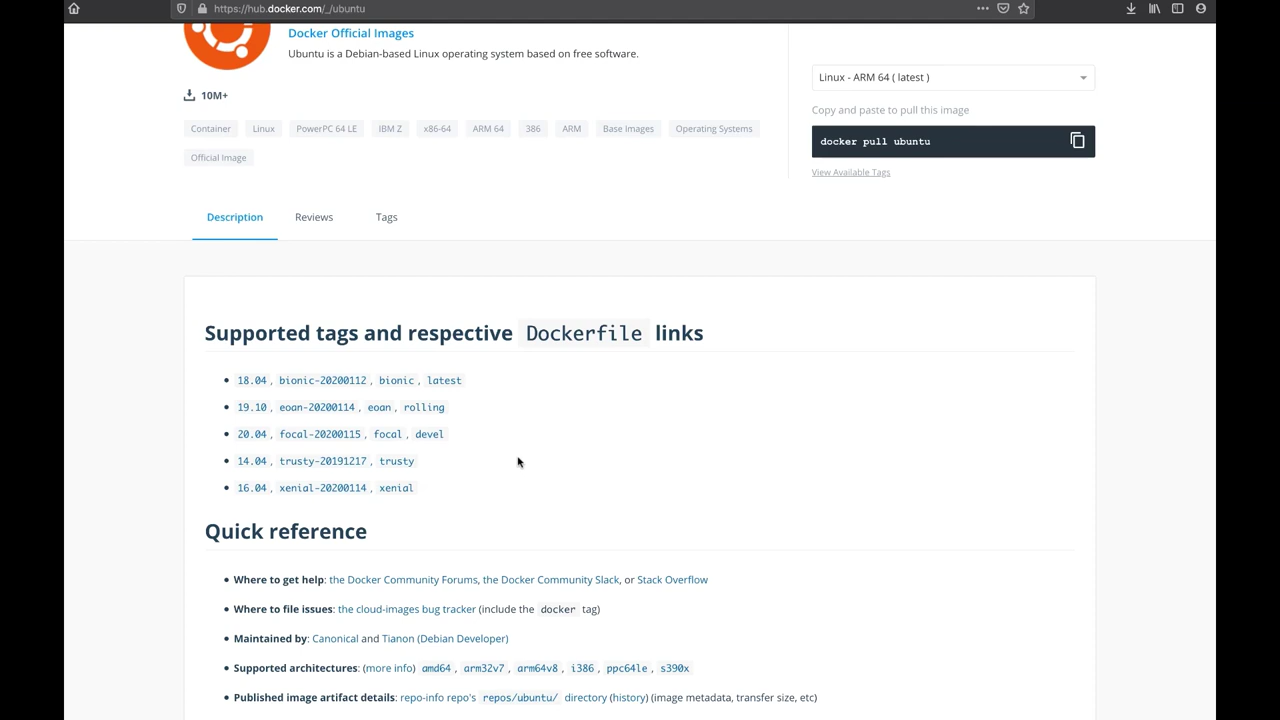 https://hub.docker.com/_/ubuntu
Docker Official Images
Ubuntu is a Debian-based Linux operating system based on free software.
10M+
Container Linux PowerPC 64 LE IBM Z x86-64 ARM 64 386 ARM Base Images Operating Systems
Official Image
Linux - ARM 64 ( latest )
Copy and paste to pull this image
docker pull ubuntu
View Available Tags
Description Reviews Tags
Supported tags and respective Dockerfile links
18.04 , bionic-20200112 , bionic , latest
19.10 , eoan-20200114 , eoan , rolling
20.04 , focal-20200115 , focal , devel
14.04 , trusty-20191217 , trusty
16.04 , xenial-20200114 , xenial
Quick reference
Where to get help: the Docker Community Forums, the Docker Community Slack, or Stack Overflow
Where to file issues: the cloud-images bug tracker (include the docker tag)
Maintained by: Canonical and Tianon (Debian Developer)
Supported architectures: (more info) amd64 , arm32v7 , arm64v8 , i386 , ppc64le , s390x
Published image artifact details: repo-info repo's repos/ubuntu/ directory (history) (image metadata, transfer size, etc)